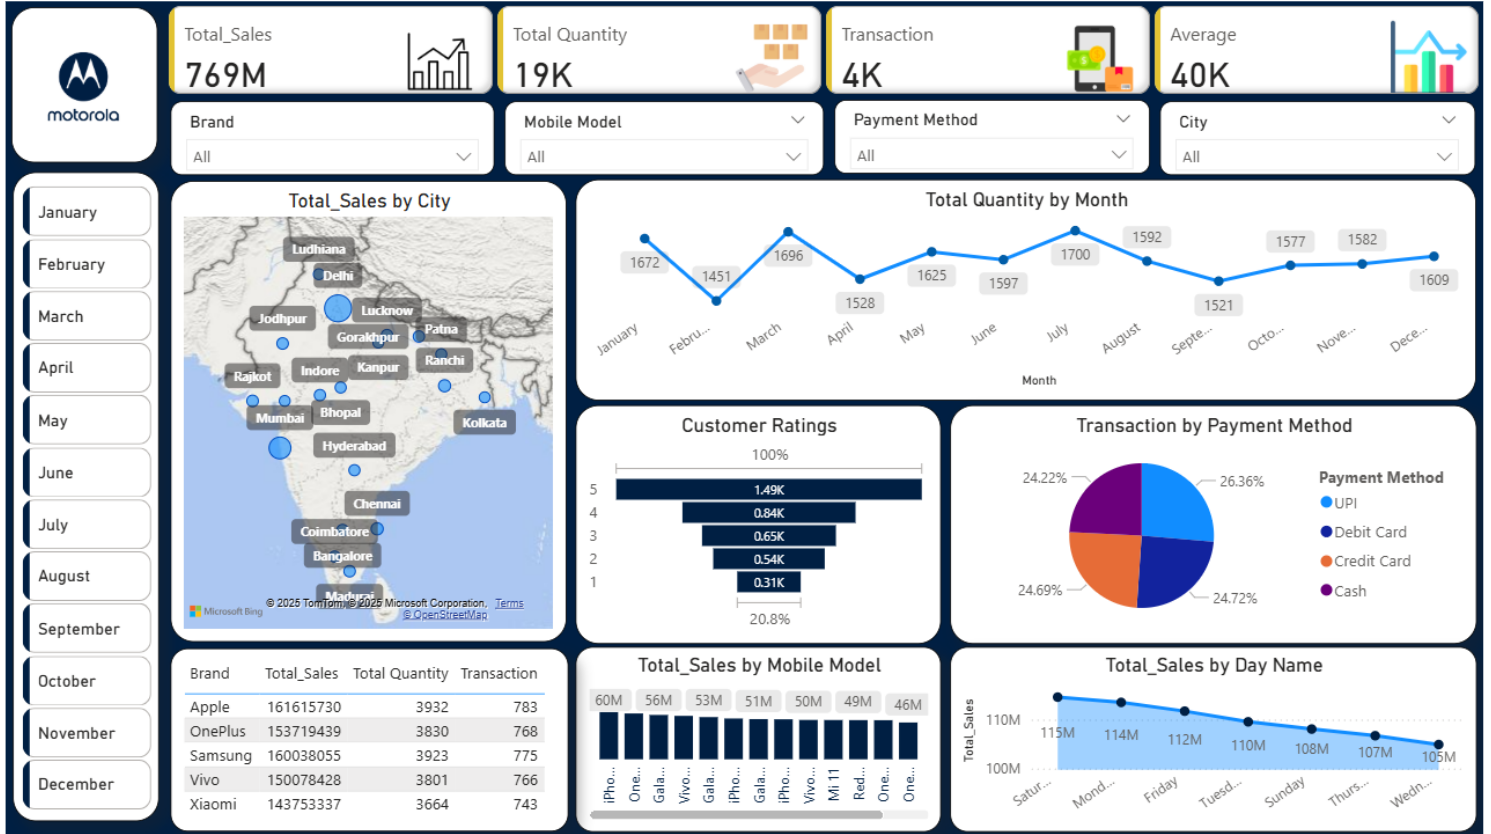 motorola
Total_Sales
769M
Total Quantity
19K
Transaction
4K
Average
40K
Brand
All
Mobile Model
All
Payment Method
All
City
All
January
February
March
April
May
June
July
August
September
October
November
December
Total_Sales by City
Ludhiana
Delhi
Jodhpur
Lucknow
Gorakhpur
Patna
Rajkot
Indore
Kanpur
Ranchi
Mumbai
Bhopal
Kolkata
Hyderabad
Chennai
Coimbatore
Bangalore
Madurai
Microsoft Bing
© 2025 TomTom, © 2025 Microsoft Corporation, Terms
© OpenStreetMap
Total Quantity by Month
1672
1451
1696
1528
1625
1597
1700
1592
1521
1577
1582
1609
January
Febru...
March
April
May
June
July
August
Septe...
Octo...
Nove...
Dece...
Month
Customer Ratings
100%
5 1.49K
4 0.84K
3 0.65K
2 0.54K
1 0.31K
20.8%
Transaction by Payment Method
24.22%
26.36%
24.69%
24.72%
Payment Method
UPI
Debit Card
Credit Card
Cash
Brand Total_Sales Total Quantity Transaction
Apple 161615730 3932 783
OnePlus 153719439 3830 768
Samsung 160038055 3923 775
Vivo 150078428 3801 766
Xiaomi 143753337 3664 743
Total_Sales by Mobile Model
60M 56M 53M 51M 50M 49M 46M
iPho...
One...
Gala...
Vivo...
Gala...
iPho...
Gala...
iPho...
Vivo...
Mi 11
Red...
One...
One...
Total_Sales by Day Name
Total_Sales
110M
100M
115M
114M
112M
110M
108M
107M
105M
Satur...
Mond...
Friday
Tuesd...
Sunday
Thurs...
Wedn...